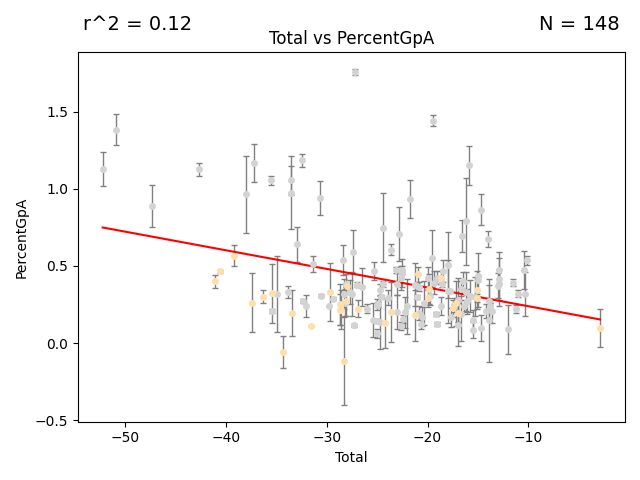 r^2 = 0.12 N = 148
Total vs PercentGpA
PercentGpA
1.5
1.0
0.5
0.0
−0.5
−50 −40 −30 −20 −10
Total